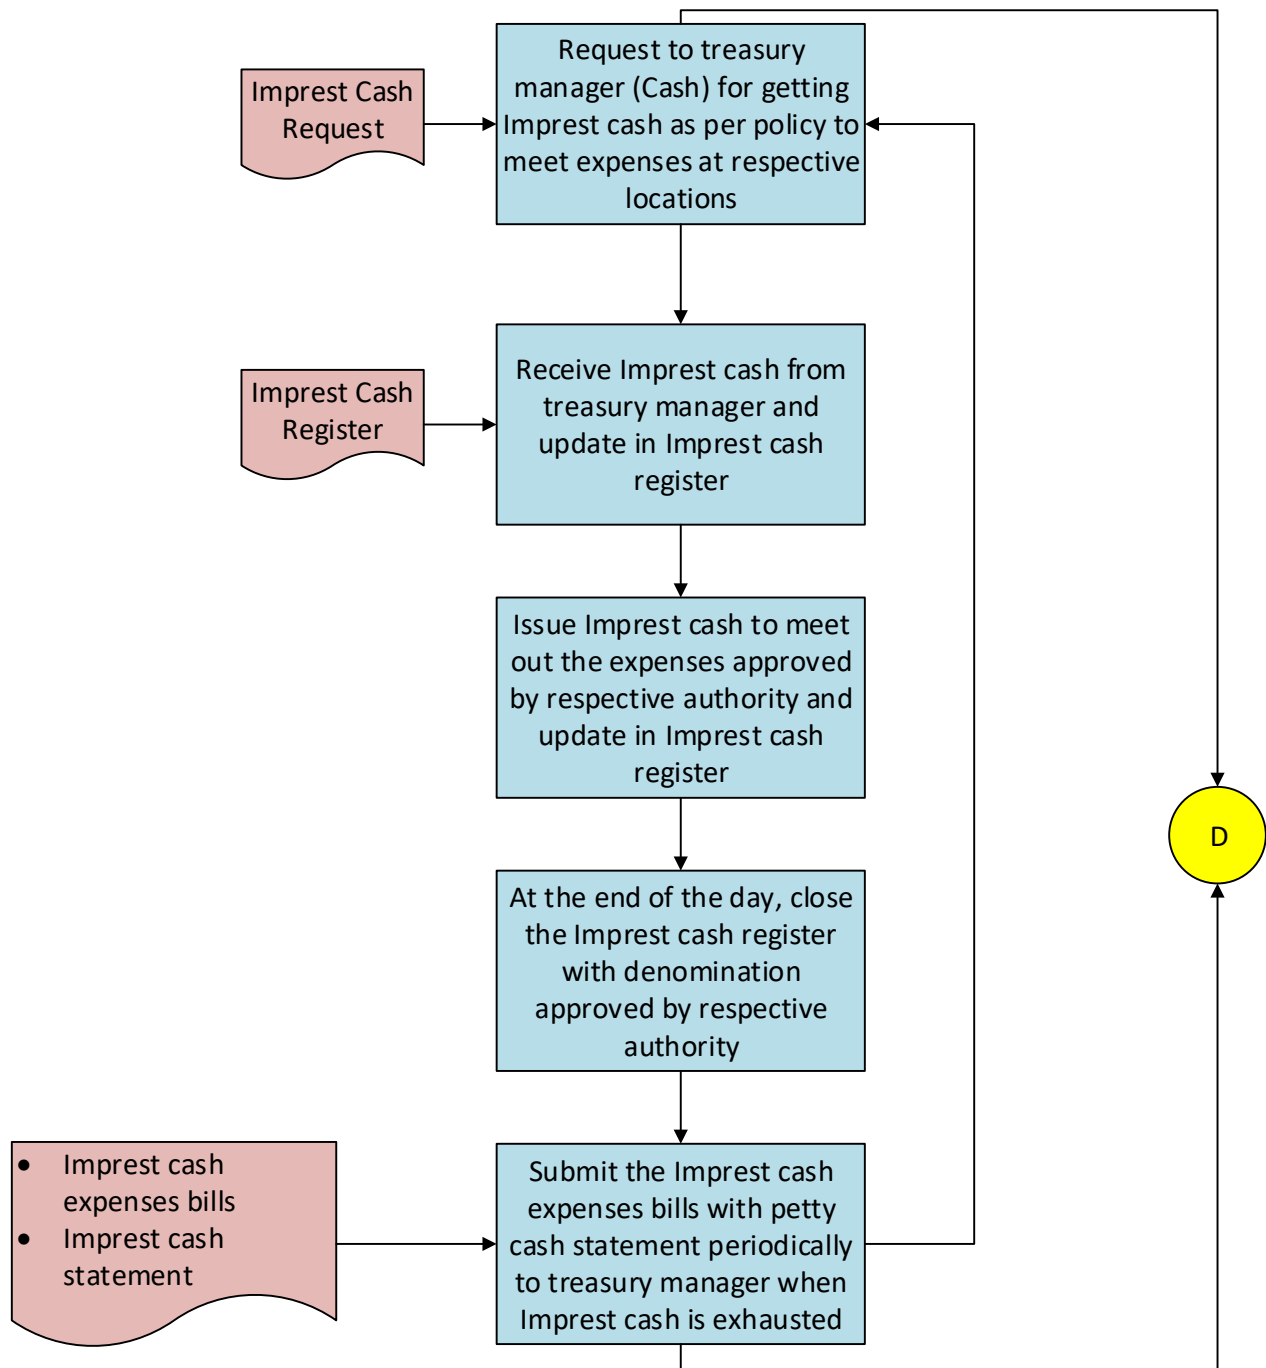 Request to treasury
manager (Cash) for getting
Imprest cash as per policy to
meet expenses at respective
locations
Imprest Cash
Request
Receive Imprest cash from
treasury manager and
update in Imprest cash
register
Imprest Cash
Register
Issue Imprest cash to meet
out the expenses approved
by respective authority and
update in Imprest cash
register
D
At the end of the day, close
the Imprest cash register
with denomination
approved by respective
authority
• Imprest cash
expenses bills
• Imprest cash
statement
Submit the Imprest cash
expenses bills with petty
cash statement periodically
to treasury manager when
Imprest cash is exhausted